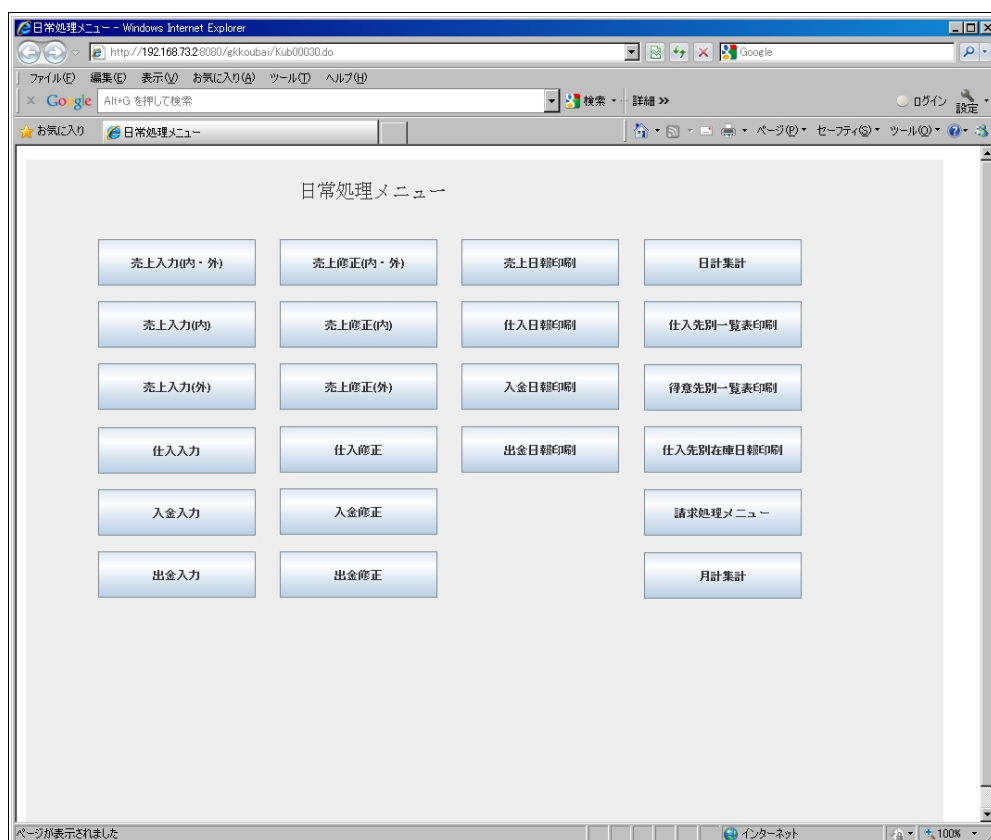 日常処理メニュー - Windows Internet Explorer
http://192.168.73.2:8080/gkkoubai/Kub00030.do
Google
ファイル(F) 編集(E) 表示(V) お気に入り(A) ツール(T) ヘルプ(H)
× Google Alt+G を押して検索 検索 詳細 >> ログイン 設定
お気に入り 日常処理メニュー ページ(P) セーフティ(S) ツール(O)
日常処理メニュー
売上入力(内・外) 売上修正(内・外) 売上日報印刷 日計集計
売上入力(内) 売上修正(内) 仕入日報印刷 仕入先別一覧表印刷
売上入力(外) 売上修正(外) 入金日報印刷 得意先別一覧表印刷
仕入入力 仕入修正 出金日報印刷 仕入先別在庫日報印刷
入金入力 入金修正 請求処理メニュー
出金入力 出金修正 月計集計
ページが表示されました インターネット 100%